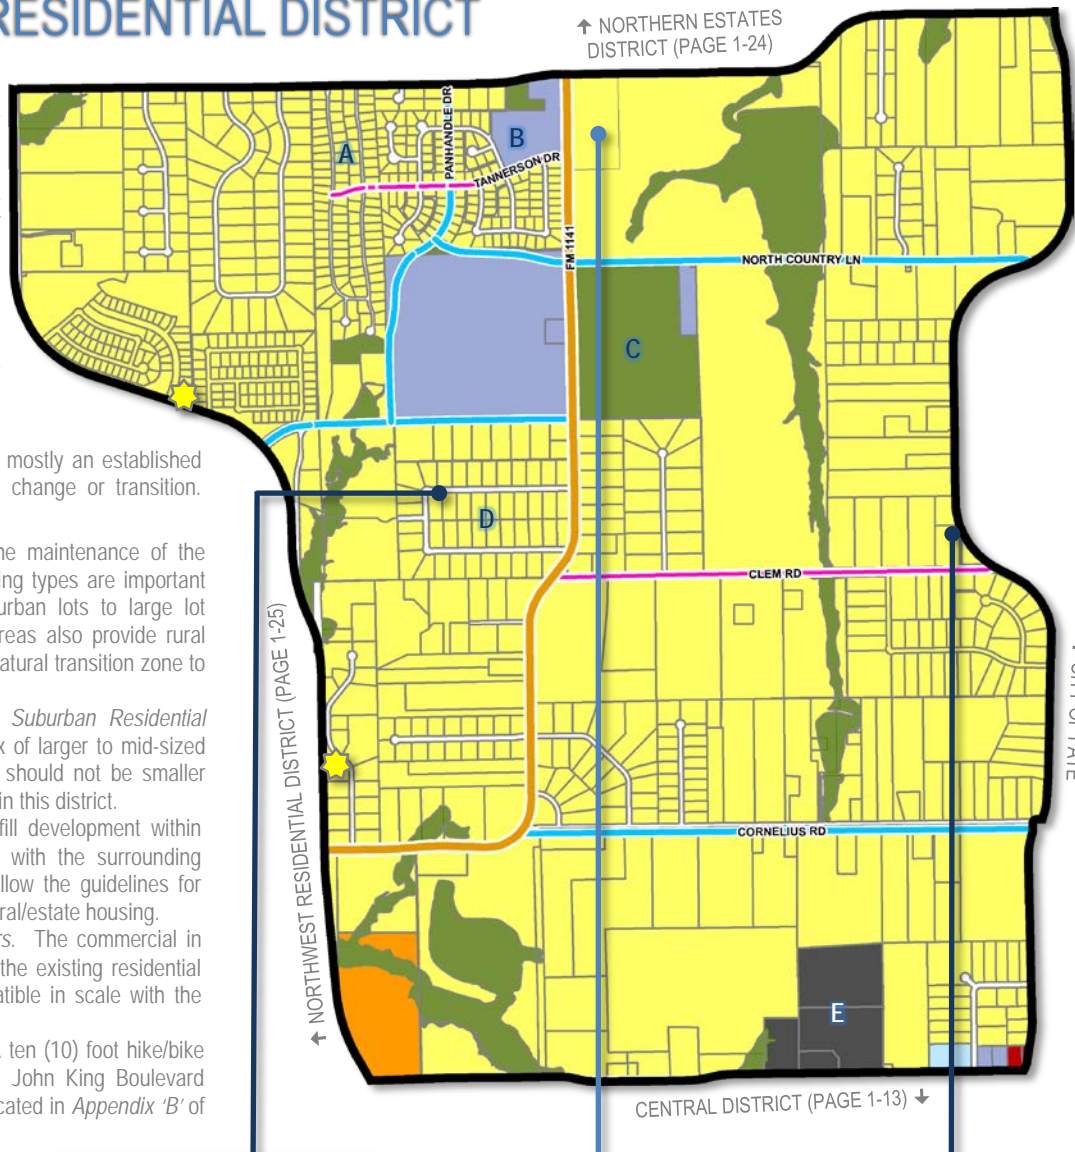 RESIDENTIAL DISTRICT
↑ NORTHERN ESTATES
DISTRICT (PAGE 1-24)
PANHANDLE DR
A
B
TANNERSON DR
FM 1141
NORTH COUNTRY LN
C
mostly an established
change or transition.
D
maintenance of the
ing types are important
urban lots to large lot
areas also provide rural
natural transition zone to
CLEM RD
← NORTHWEST RESIDENTIAL DISTRICT (PAGE 1-25)
Suburban Residential
of larger to mid-sized
should not be smaller
in this district.
fill development within
with the surrounding
follow the guidelines for
ral/estate housing.
CORNELIUS RD
The commercial in
the existing residential
atible in scale with the
E
ten (10) foot hike/bike
John King Boulevard
cated in Appendix 'B' of
CENTRAL DISTRICT (PAGE 1-13) ↓